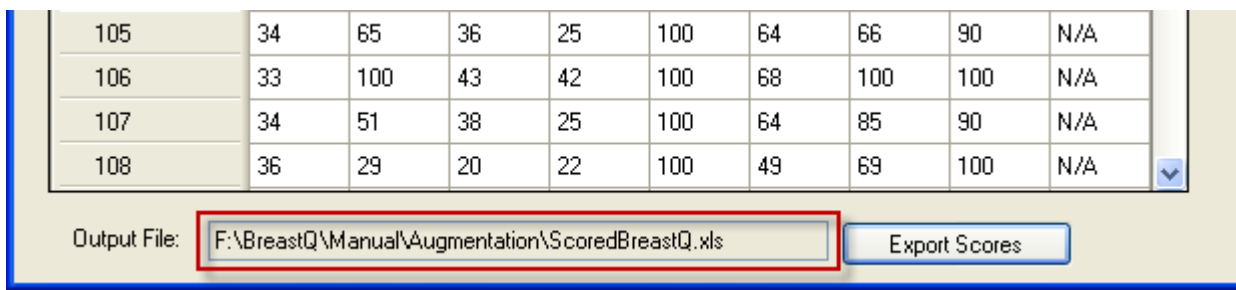 105 34 65 36 25 100 64 66 90 N/A
106 33 100 43 42 100 68 100 100 N/A
107 34 51 38 25 100 64 85 90 N/A
108 36 29 20 22 100 49 69 100 N/A
Output File: F:\BreastQ\Manual\Augmentation\ScoredBreastQ.xls Export Scores